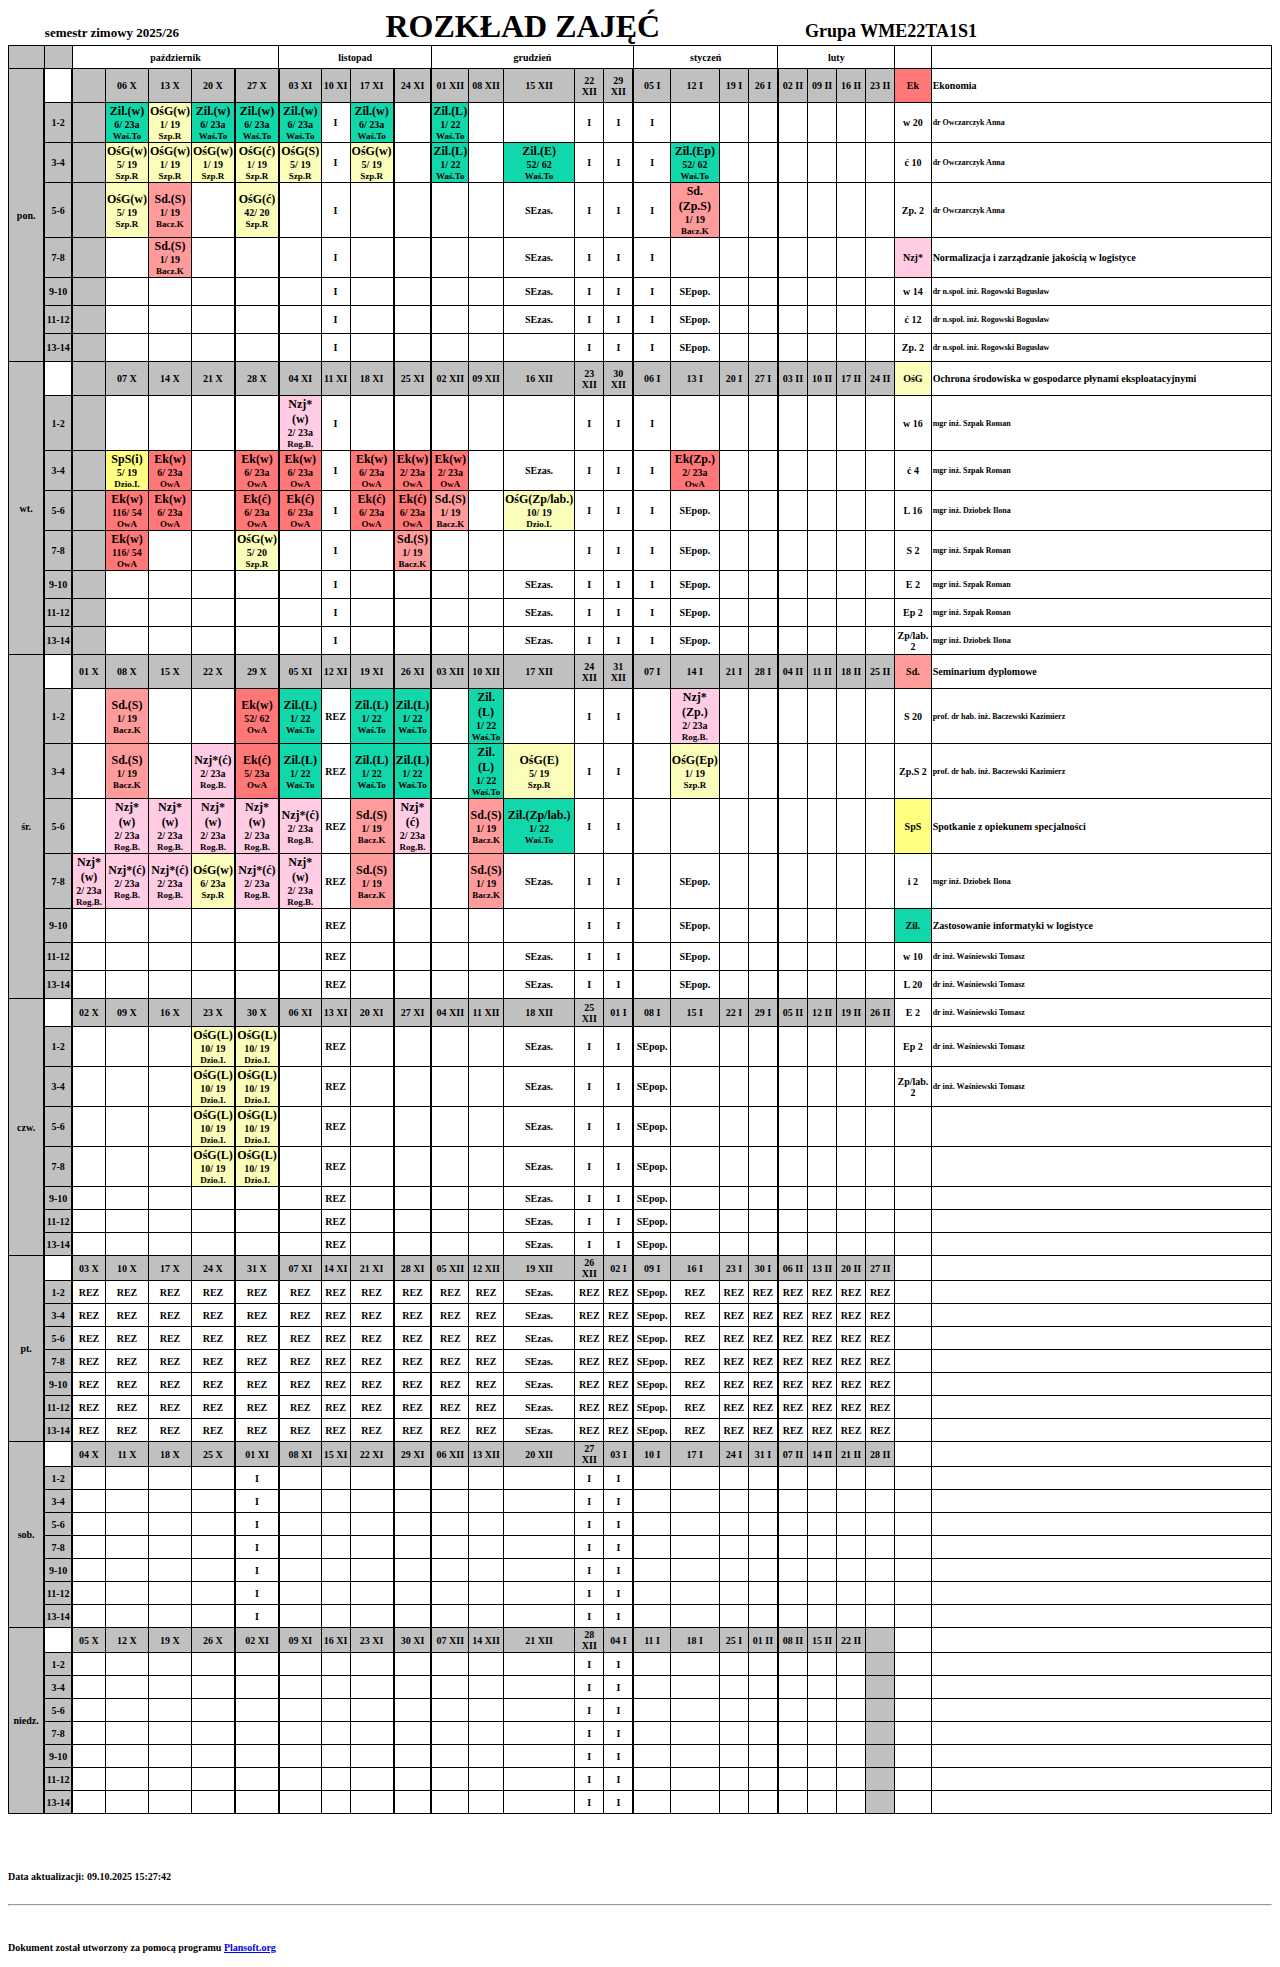 semestr zimowy 2025/26 ROZKŁAD ZAJĘĆ Grupa WME22TA1S1
październik listopad grudzień styczeń luty
pon.
06 X 13 X 20 X 27 X 03 XI 10 XI 17 XI 24 XI 01 XII 08 XII 15 XII 22 XII 29 XII 05 I 12 I 19 I 26 I 02 II 09 II 16 II 23 II Ek Ekonomia
1-2 Zil.(w) 6/ 23a Waś.To OśG(w) 1/ 19 Szp.R Zil.(w) 6/ 23a Waś.To Zil.(w) 6/ 23a Waś.To Zil.(w) 6/ 23a Waś.To I Zil.(w) 6/ 23a Waś.To Zil.(L) 1/ 22 Waś.To I I I w 20 dr Owczarczyk Anna
3-4 OśG(w) 5/ 19 Szp.R OśG(w) 1/ 19 Szp.R OśG(w) 1/ 19 Szp.R OśG(ć) 1/ 19 Szp.R OśG(S) 5/ 19 Szp.R I OśG(w) 5/ 19 Szp.R Zil.(L) 1/ 22 Waś.To Zil.(E) 52/ 62 Waś.To I I I Zil.(Ep) 52/ 62 Waś.To ć 10 dr Owczarczyk Anna
5-6 OśG(w) 5/ 19 Szp.R Sd.(S) 1/ 19 Bacz.K OśG(ć) 42/ 20 Szp.R I SEzas. I I I Sd.(Zp.S) 1/ 19 Bacz.K Zp. 2 dr Owczarczyk Anna
7-8 Sd.(S) 1/ 19 Bacz.K I SEzas. I I I Nzj* Normalizacja i zarządzanie jakością w logistyce
9-10 I SEzas. I I I SEpop. w 14 dr n.społ. inż. Rogowski Bogusław
11-12 I SEzas. I I I SEpop. ć 12 dr n.społ. inż. Rogowski Bogusław
13-14 I I I I SEpop. Zp. 2 dr n.społ. inż. Rogowski Bogusław
wt.
07 X 14 X 21 X 28 X 04 XI 11 XI 18 XI 25 XI 02 XII 09 XII 16 XII 23 XII 30 XII 06 I 13 I 20 I 27 I 03 II 10 II 17 II 24 II OśG Ochrona środowiska w gospodarce płynami eksploatacyjnymi
1-2 Nzj*(w) 2/ 23a Rog.B. I I I I w 16 mgr inż. Szpak Roman
3-4 SpS(i) 5/ 19 Dzio.I. Ek(w) 6/ 23a OwA Ek(w) 6/ 23a OwA Ek(w) 6/ 23a OwA I Ek(w) 6/ 23a OwA Ek(w) 2/ 23a OwA Ek(w) 2/ 23a OwA SEzas. I I I Ek(Zp.) 2/ 23a OwA ć 4 mgr inż. Szpak Roman
5-6 Ek(w) 116/ 54 OwA Ek(w) 6/ 23a OwA Ek(ć) 6/ 23a OwA Ek(ć) 6/ 23a OwA I Ek(ć) 6/ 23a OwA Ek(ć) 6/ 23a OwA Sd.(S) 1/ 19 Bacz.K OśG(Zp/lab.) 10/ 19 Dzio.I. I I I SEpop. L 16 mgr inż. Dziobek Ilona
7-8 Ek(w) 116/ 54 OwA OśG(w) 5/ 20 Szp.R I Sd.(S) 1/ 19 Bacz.K I I I SEpop. S 2 mgr inż. Szpak Roman
9-10 I SEzas. I I I SEpop. E 2 mgr inż. Szpak Roman
11-12 I SEzas. I I I SEpop. Ep 2 mgr inż. Szpak Roman
13-14 I SEzas. I I I SEpop. Zp/lab. 2 mgr inż. Dziobek Ilona
śr.
01 X 08 X 15 X 22 X 29 X 05 XI 12 XI 19 XI 26 XI 03 XII 10 XII 17 XII 24 XII 31 XII 07 I 14 I 21 I 28 I 04 II 11 II 18 II 25 II Sd. Seminarium dyplomowe
1-2 Sd.(S) 1/ 19 Bacz.K Ek(w) 52/ 62 OwA Zil.(L) 1/ 22 Waś.To REZ Zil.(L) 1/ 22 Waś.To Zil.(L) 1/ 22 Waś.To Zil.(L) 1/ 22 Waś.To I I Nzj*(Zp.) 2/ 23a Rog.B. S 20 prof. dr hab. inż. Baczewski Kazimierz
3-4 Sd.(S) 1/ 19 Bacz.K Nzj*(ć) 2/ 23a Rog.B. Ek(ć) 5/ 23a OwA Zil.(L) 1/ 22 Waś.To REZ Zil.(L) 1/ 22 Waś.To Zil.(L) 1/ 22 Waś.To Zil.(L) 1/ 22 Waś.To OśG(E) 5/ 19 Szp.R I I OśG(Ep) 1/ 19 Szp.R Zp.S 2 prof. dr hab. inż. Baczewski Kazimierz
5-6 Nzj*(w) 2/ 23a Rog.B. Nzj*(w) 2/ 23a Rog.B. Nzj*(w) 2/ 23a Rog.B. Nzj*(w) 2/ 23a Rog.B. Nzj*(ć) 2/ 23a Rog.B. REZ Sd.(S) 1/ 19 Bacz.K Nzj*(ć) 2/ 23a Rog.B. Sd.(S) 1/ 19 Bacz.K Zil.(Zp/lab.) 1/ 22 Waś.To I I SpS Spotkanie z opiekunem specjalności
7-8 Nzj*(w) 2/ 23a Rog.B. Nzj*(ć) 2/ 23a Rog.B. Nzj*(ć) 2/ 23a Rog.B. OśG(w) 6/ 23a Szp.R Nzj*(ć) 2/ 23a Rog.B. Nzj*(w) 2/ 23a Rog.B. REZ Sd.(S) 1/ 19 Bacz.K Sd.(S) 1/ 19 Bacz.K SEzas. I I SEpop. i 2 mgr inż. Dziobek Ilona
9-10 REZ I I SEpop. Zil. Zastosowanie informatyki w logistyce
11-12 REZ SEzas. I I SEpop. w 10 dr inż. Waśniewski Tomasz
13-14 REZ SEzas. I I SEpop. L 20 dr inż. Waśniewski Tomasz
czw.
02 X 09 X 16 X 23 X 30 X 06 XI 13 XI 20 XI 27 XI 04 XII 11 XII 18 XII 25 XII 01 I 08 I 15 I 22 I 29 I 05 II 12 II 19 II 26 II E 2 dr inż. Waśniewski Tomasz
1-2 OśG(L) 10/ 19 Dzio.I. OśG(L) 10/ 19 Dzio.I. REZ SEzas. I I SEpop. Ep 2 dr inż. Waśniewski Tomasz
3-4 OśG(L) 10/ 19 Dzio.I. OśG(L) 10/ 19 Dzio.I. REZ SEzas. I I SEpop. Zp/lab. 2 dr inż. Waśniewski Tomasz
5-6 OśG(L) 10/ 19 Dzio.I. OśG(L) 10/ 19 Dzio.I. REZ SEzas. I I SEpop.
7-8 OśG(L) 10/ 19 Dzio.I. OśG(L) 10/ 19 Dzio.I. REZ SEzas. I I SEpop.
9-10 REZ SEzas. I I SEpop.
11-12 REZ SEzas. I I SEpop.
13-14 REZ SEzas. I I SEpop.
pt.
03 X 10 X 17 X 24 X 31 X 07 XI 14 XI 21 XI 28 XI 05 XII 12 XII 19 XII 26 XII 02 I 09 I 16 I 23 I 30 I 06 II 13 II 20 II 27 II
1-2 REZ REZ REZ REZ REZ REZ REZ REZ REZ REZ REZ SEzas. REZ REZ SEpop. REZ REZ REZ REZ REZ REZ REZ
3-4 REZ REZ REZ REZ REZ REZ REZ REZ REZ REZ REZ SEzas. REZ REZ SEpop. REZ REZ REZ REZ REZ REZ REZ
5-6 REZ REZ REZ REZ REZ REZ REZ REZ REZ REZ REZ SEzas. REZ REZ SEpop. REZ REZ REZ REZ REZ REZ REZ
7-8 REZ REZ REZ REZ REZ REZ REZ REZ REZ REZ REZ SEzas. REZ REZ SEpop. REZ REZ REZ REZ REZ REZ REZ
9-10 REZ REZ REZ REZ REZ REZ REZ REZ REZ REZ REZ SEzas. REZ REZ SEpop. REZ REZ REZ REZ REZ REZ REZ
11-12 REZ REZ REZ REZ REZ REZ REZ REZ REZ REZ REZ SEzas. REZ REZ SEpop. REZ REZ REZ REZ REZ REZ REZ
13-14 REZ REZ REZ REZ REZ REZ REZ REZ REZ REZ REZ SEzas. REZ REZ SEpop. REZ REZ REZ REZ REZ REZ REZ
sob.
04 X 11 X 18 X 25 X 01 XI 08 XI 15 XI 22 XI 29 XI 06 XII 13 XII 20 XII 27 XII 03 I 10 I 17 I 24 I 31 I 07 II 14 II 21 II 28 II
1-2 I I I
3-4 I I I
5-6 I I I
7-8 I I I
9-10 I I I
11-12 I I I
13-14 I I I
niedz.
05 X 12 X 19 X 26 X 02 XI 09 XI 16 XI 23 XI 30 XI 07 XII 14 XII 21 XII 28 XII 04 I 11 I 18 I 25 I 01 II 08 II 15 II 22 II
1-2 I I
3-4 I I
5-6 I I
7-8 I I
9-10 I I
11-12 I I
13-14 I I
Data aktualizacji: 09.10.2025 15:27:42
Dokument został utworzony za pomocą programu Plansoft.org